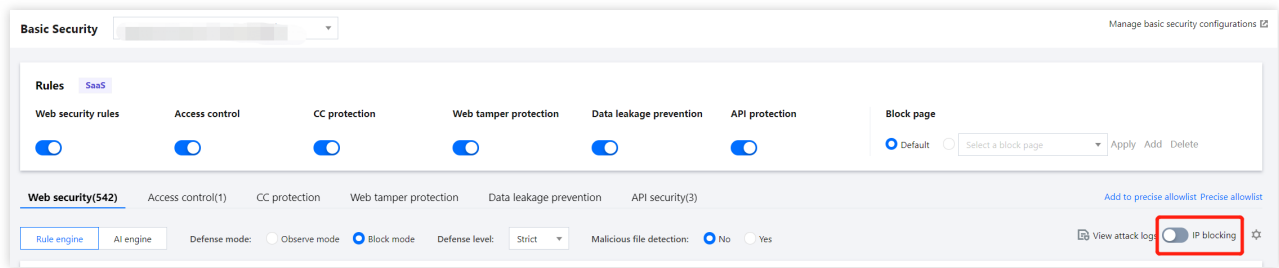 Basic Security
Manage basic security configurations
Rules SaaS
Web security rules Access control CC protection Web tamper protection Data leakage prevention API protection Block page
Default Select a block page Apply Add Delete
Web security(542) Access control(1) CC protection Web tamper protection Data leakage prevention API security(3) Add to precise allowlist Precise allowlist
Rule engine AI engine Defense mode: Observe mode Block mode Defense level: Strict Malicious file detection: No Yes View attack logs IP blocking